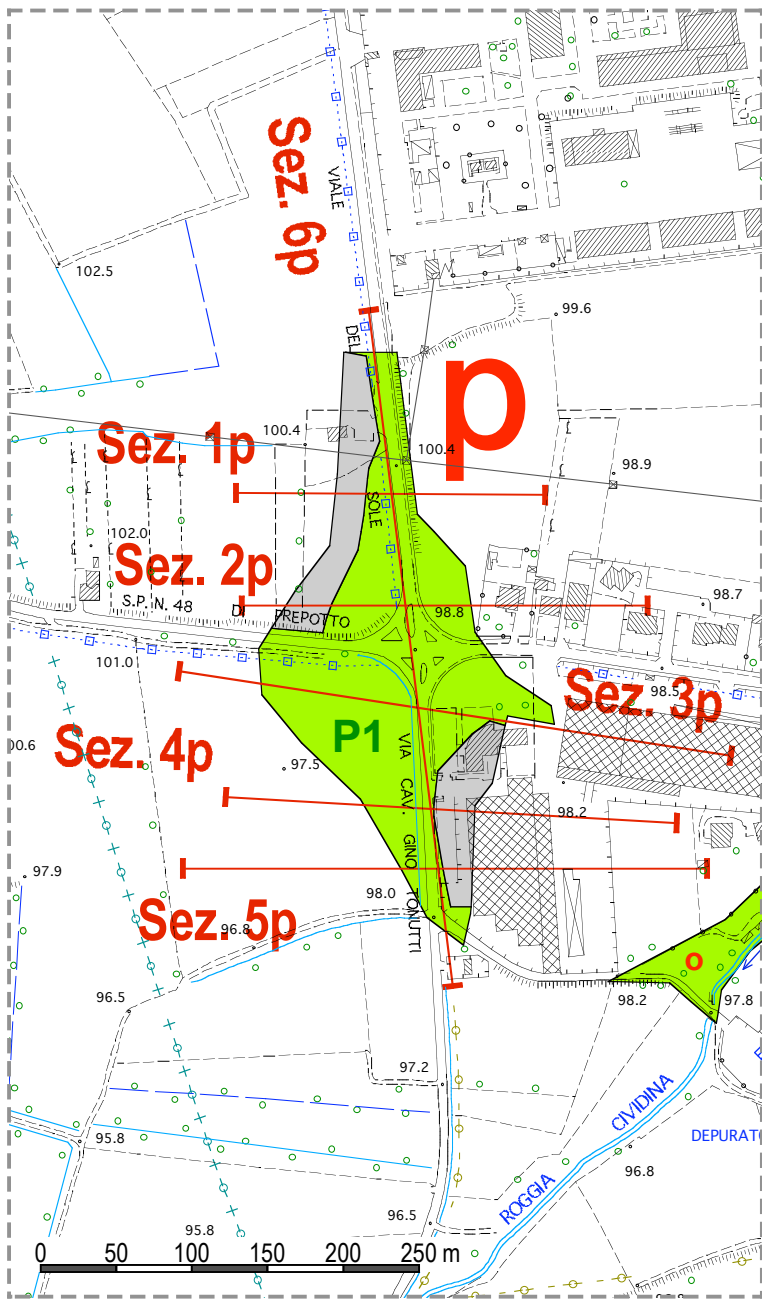 Sez. 6p
VIALE
102.5
99.6
DEL
p
Sez. 1p
100.4
100.4
98.9
SOLE
102.0
Sez. 2p
S.P. N. 48
DI
PREPOTTO
98.8
98.7
101.0
Sez. 3p
98.5
00.6
Sez. 4p
P1
VIA
97.5
CAV.
98.2
GINO
97.9
98.0
TONUTTI
Sez. 5p
96.8
o
96.5
98.2
97.8
97.2
CIVIDINA
DEPURAT
95.8
96.8
ROGGIA
96.5
95.8
0 50 100 150 200 250 m